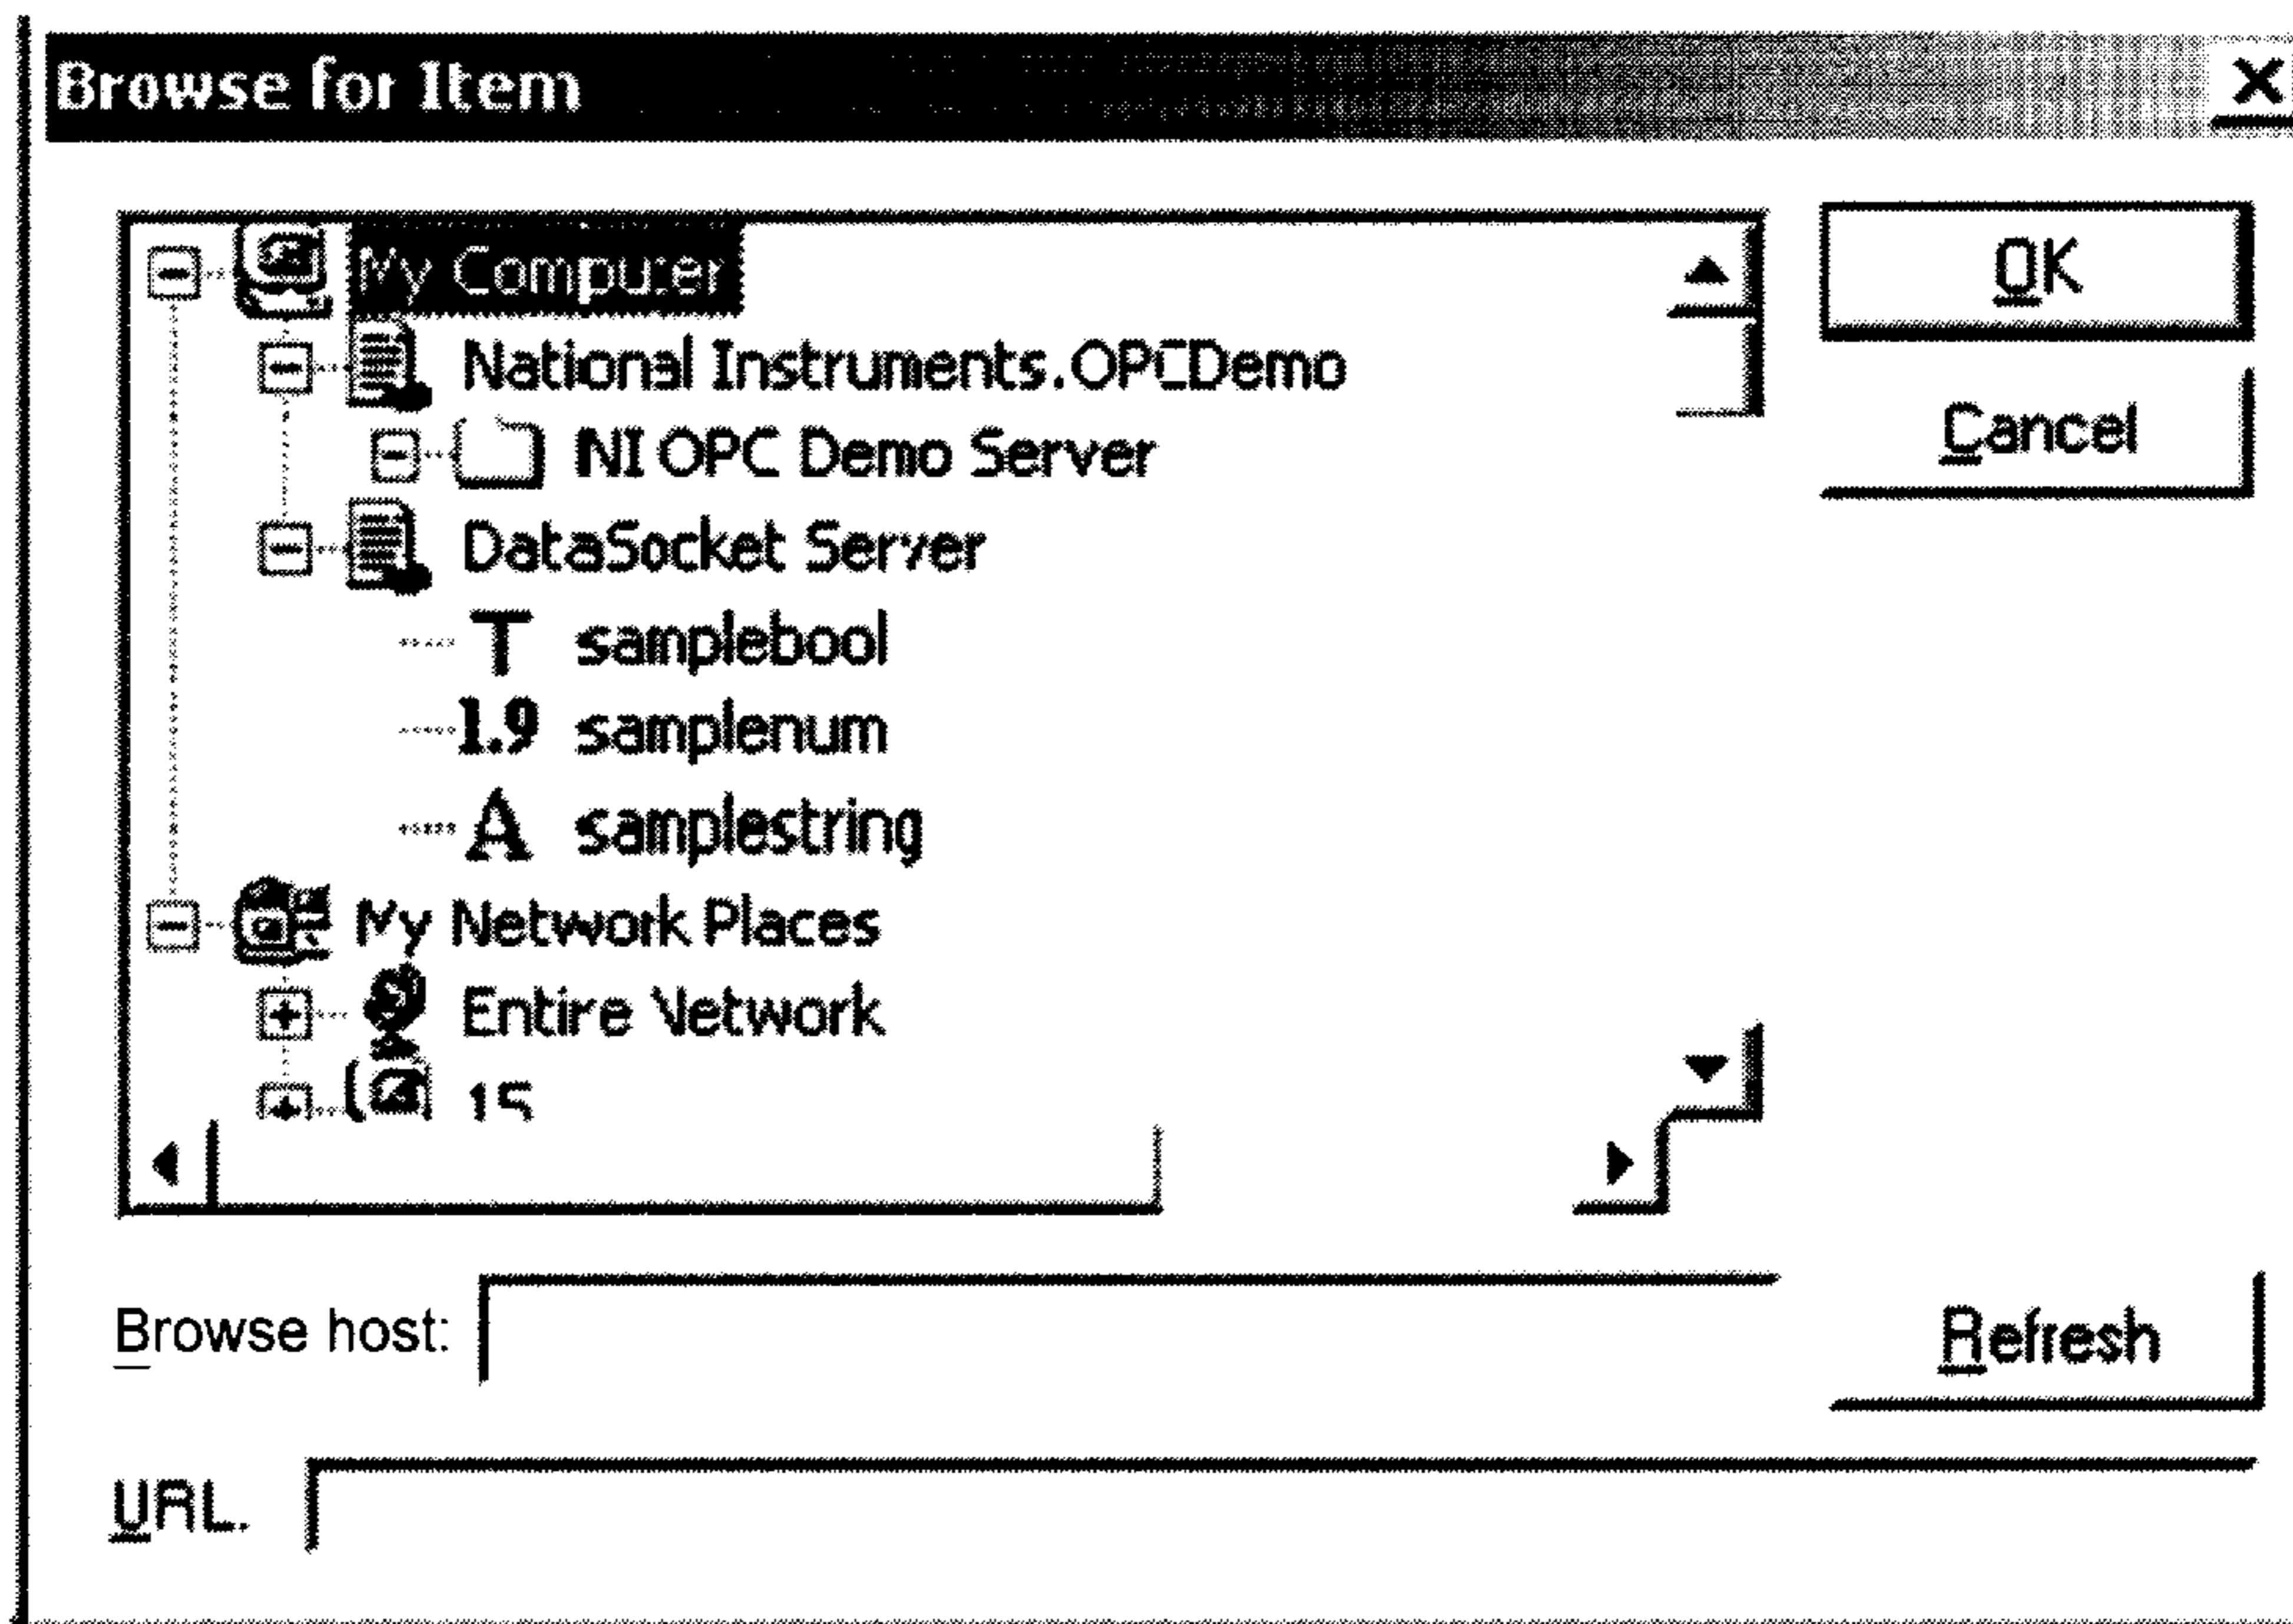 Browse for Item
My Computer
OK
National Instruments.OPCDemo
Cancel
NI OPC Demo Server
DataSocket Server
T samplebool
1.9 samplenum
A samplestring
My Network Places
Entire Network
Browse host:
Refresh
URL: